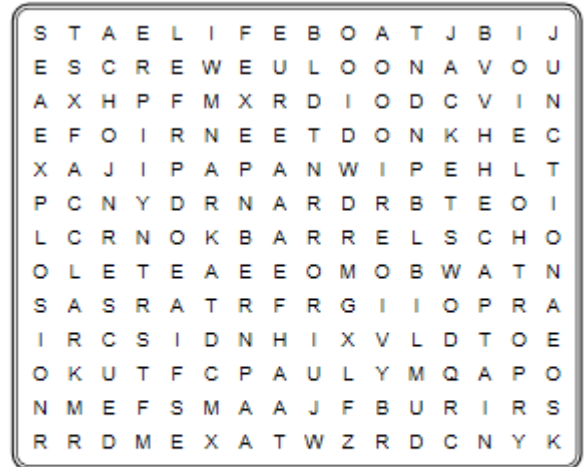 S T A E L I F E B O A T J B I J
E S C R E W E U L O O N A V O U
A X H P F M X R D I O D C V I N
E F O I R N E E T D O N K H E C
X A J I P A P A N W I P E H L T
P C N Y D R N A R D R B T E O I
L C R N O K B A R R E L S C H O
O L E T E A E E O M O B W A T N
S A S R A T R F R G I I O P R A
I R C S I D N H I X V L D T O E
O K U T F C P A U L Y M Q A P O
N M E F S M A A J F B U R I R S
R R D M E X A T W Z R D C N Y K